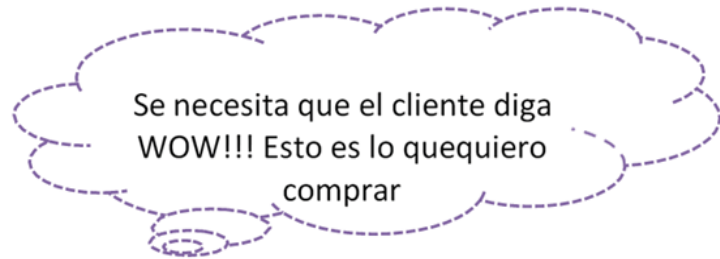 Se necesita que el cliente diga
WOW!!! Esto es lo quequiero
comprar